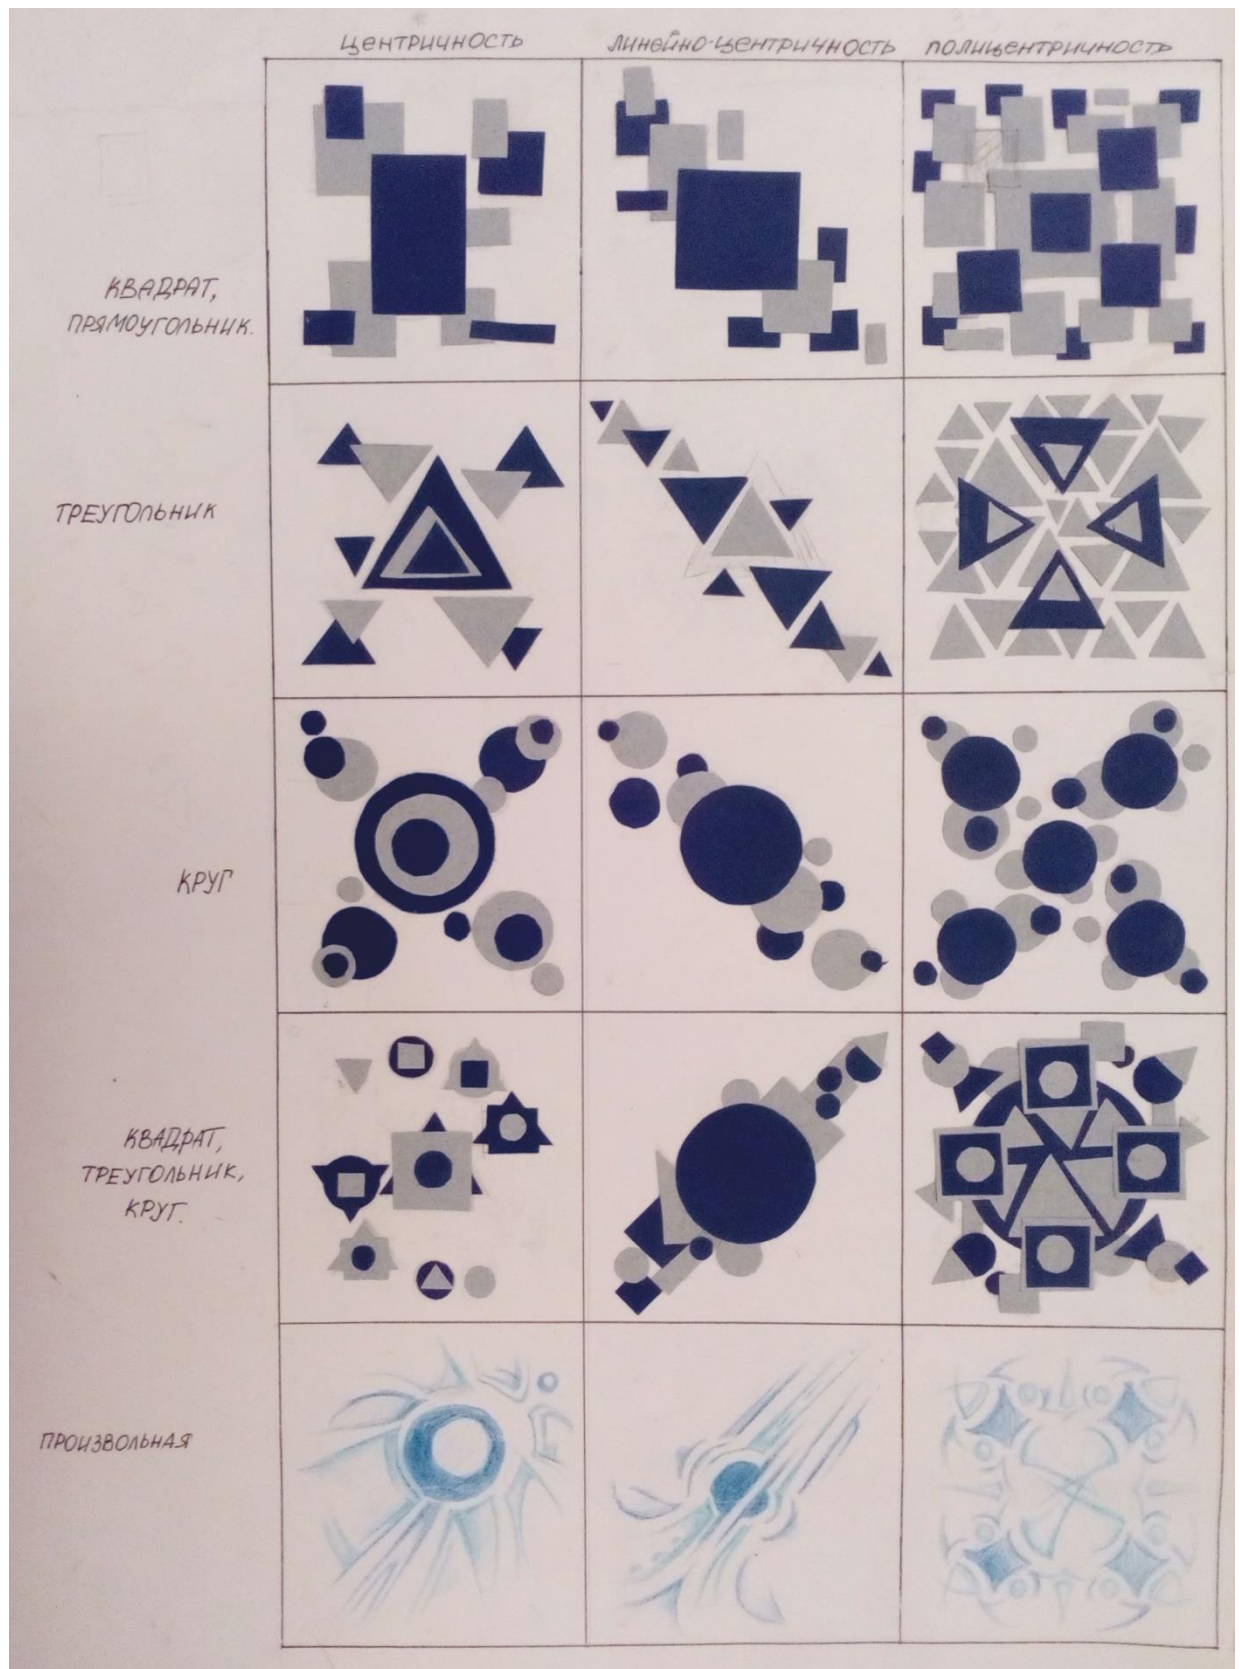 ЦЕНТРИЧНОСТЬ ЛИНЕЙНО-ЦЕНТРИЧНОСТЬ ПОЛИЦЕНТРИЧНОСТЬ
КВАДРАТ,
ПРЯМОУГОЛЬНИК.
ТРЕУГОЛЬНИК
КРУГ
КВАДРАТ,
ТРЕУГОЛЬНИК,
КРУГ.
ПРОИЗВОЛЬНАЯ